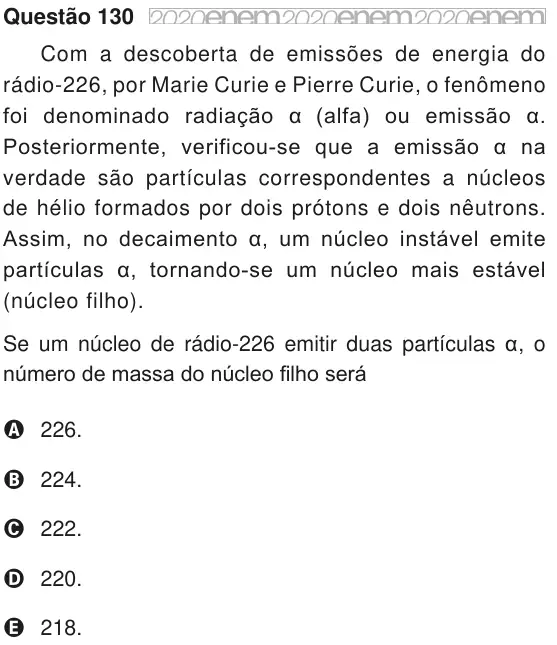 Questão 130 2020enem2020enem2020enem
Com a descoberta de emissões de energia do
rádio-226, por Marie Curie e Pierre Curie, o fenômeno
foi denominado radiação α (alfa) ou emissão α.
Posteriormente, verificou-se que a emissão α na
verdade são partículas correspondentes a núcleos
de hélio formados por dois prótons e dois nêutrons.
Assim, no decaimento α, um núcleo instável emite
partículas α, tornando-se um núcleo mais estável
(núcleo filho).
Se um núcleo de rádio-226 emitir duas partículas α, o
número de massa do núcleo filho será
A 226.
B 224.
C 222.
D 220.
E 218.